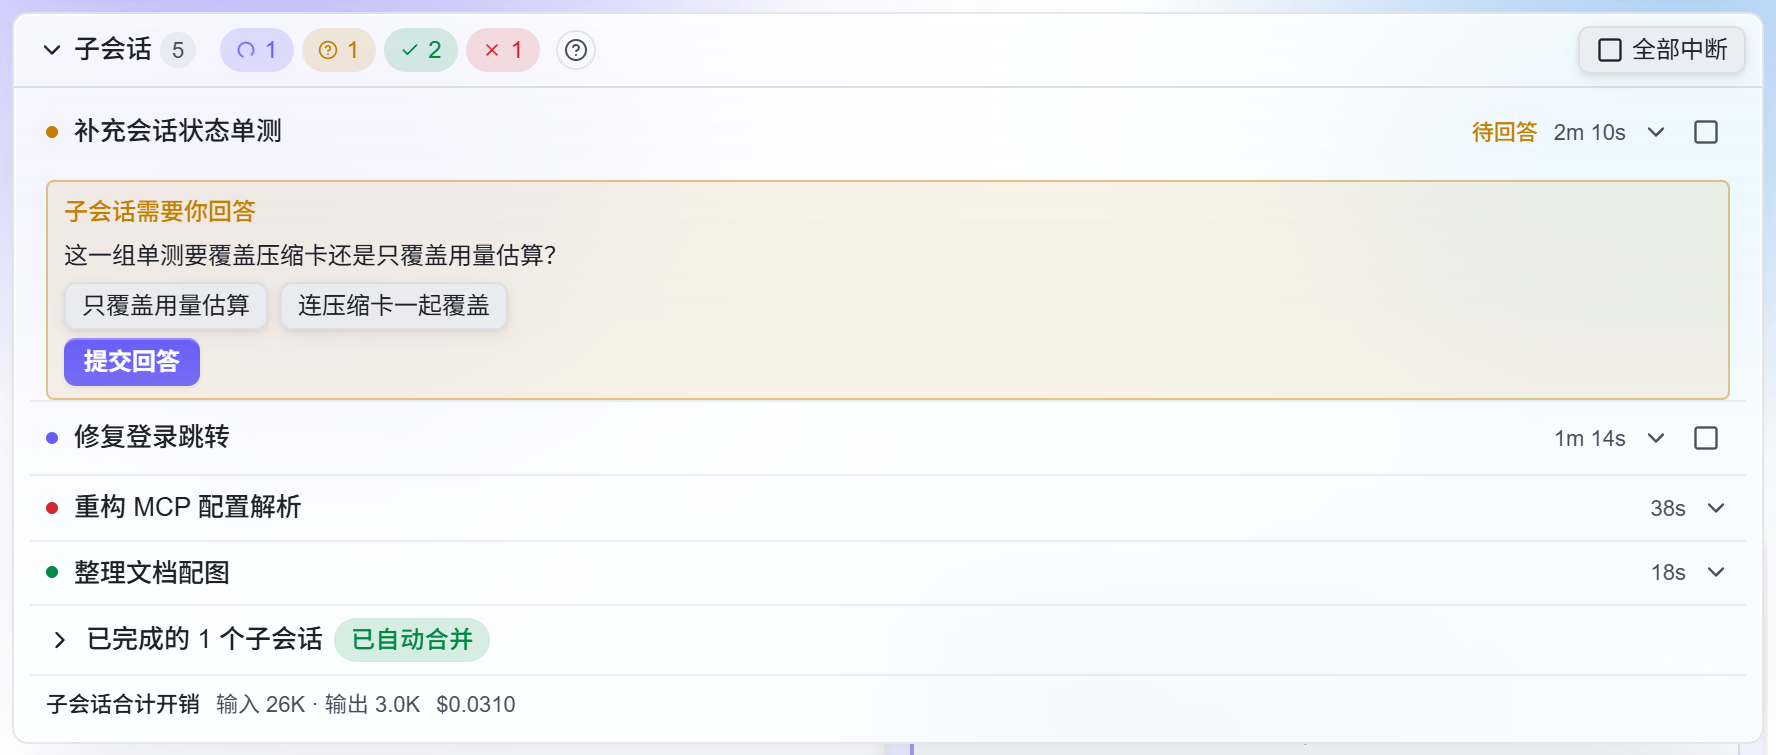 子会话 5 1 1 2 1 全部中断
补充会话状态单测 待回答 2m 10s
子会话需要你回答
这一组单测要覆盖压缩卡还是只覆盖用量估算?
只覆盖用量估算 连压缩卡一起覆盖
提交回答
修复登录跳转 1m 14s
重构 MCP 配置解析 38s
整理文档配图 18s
已完成的 1 个子会话 已自动合并
子会话合计开销 输入 26K · 输出 3.0K $0.0310